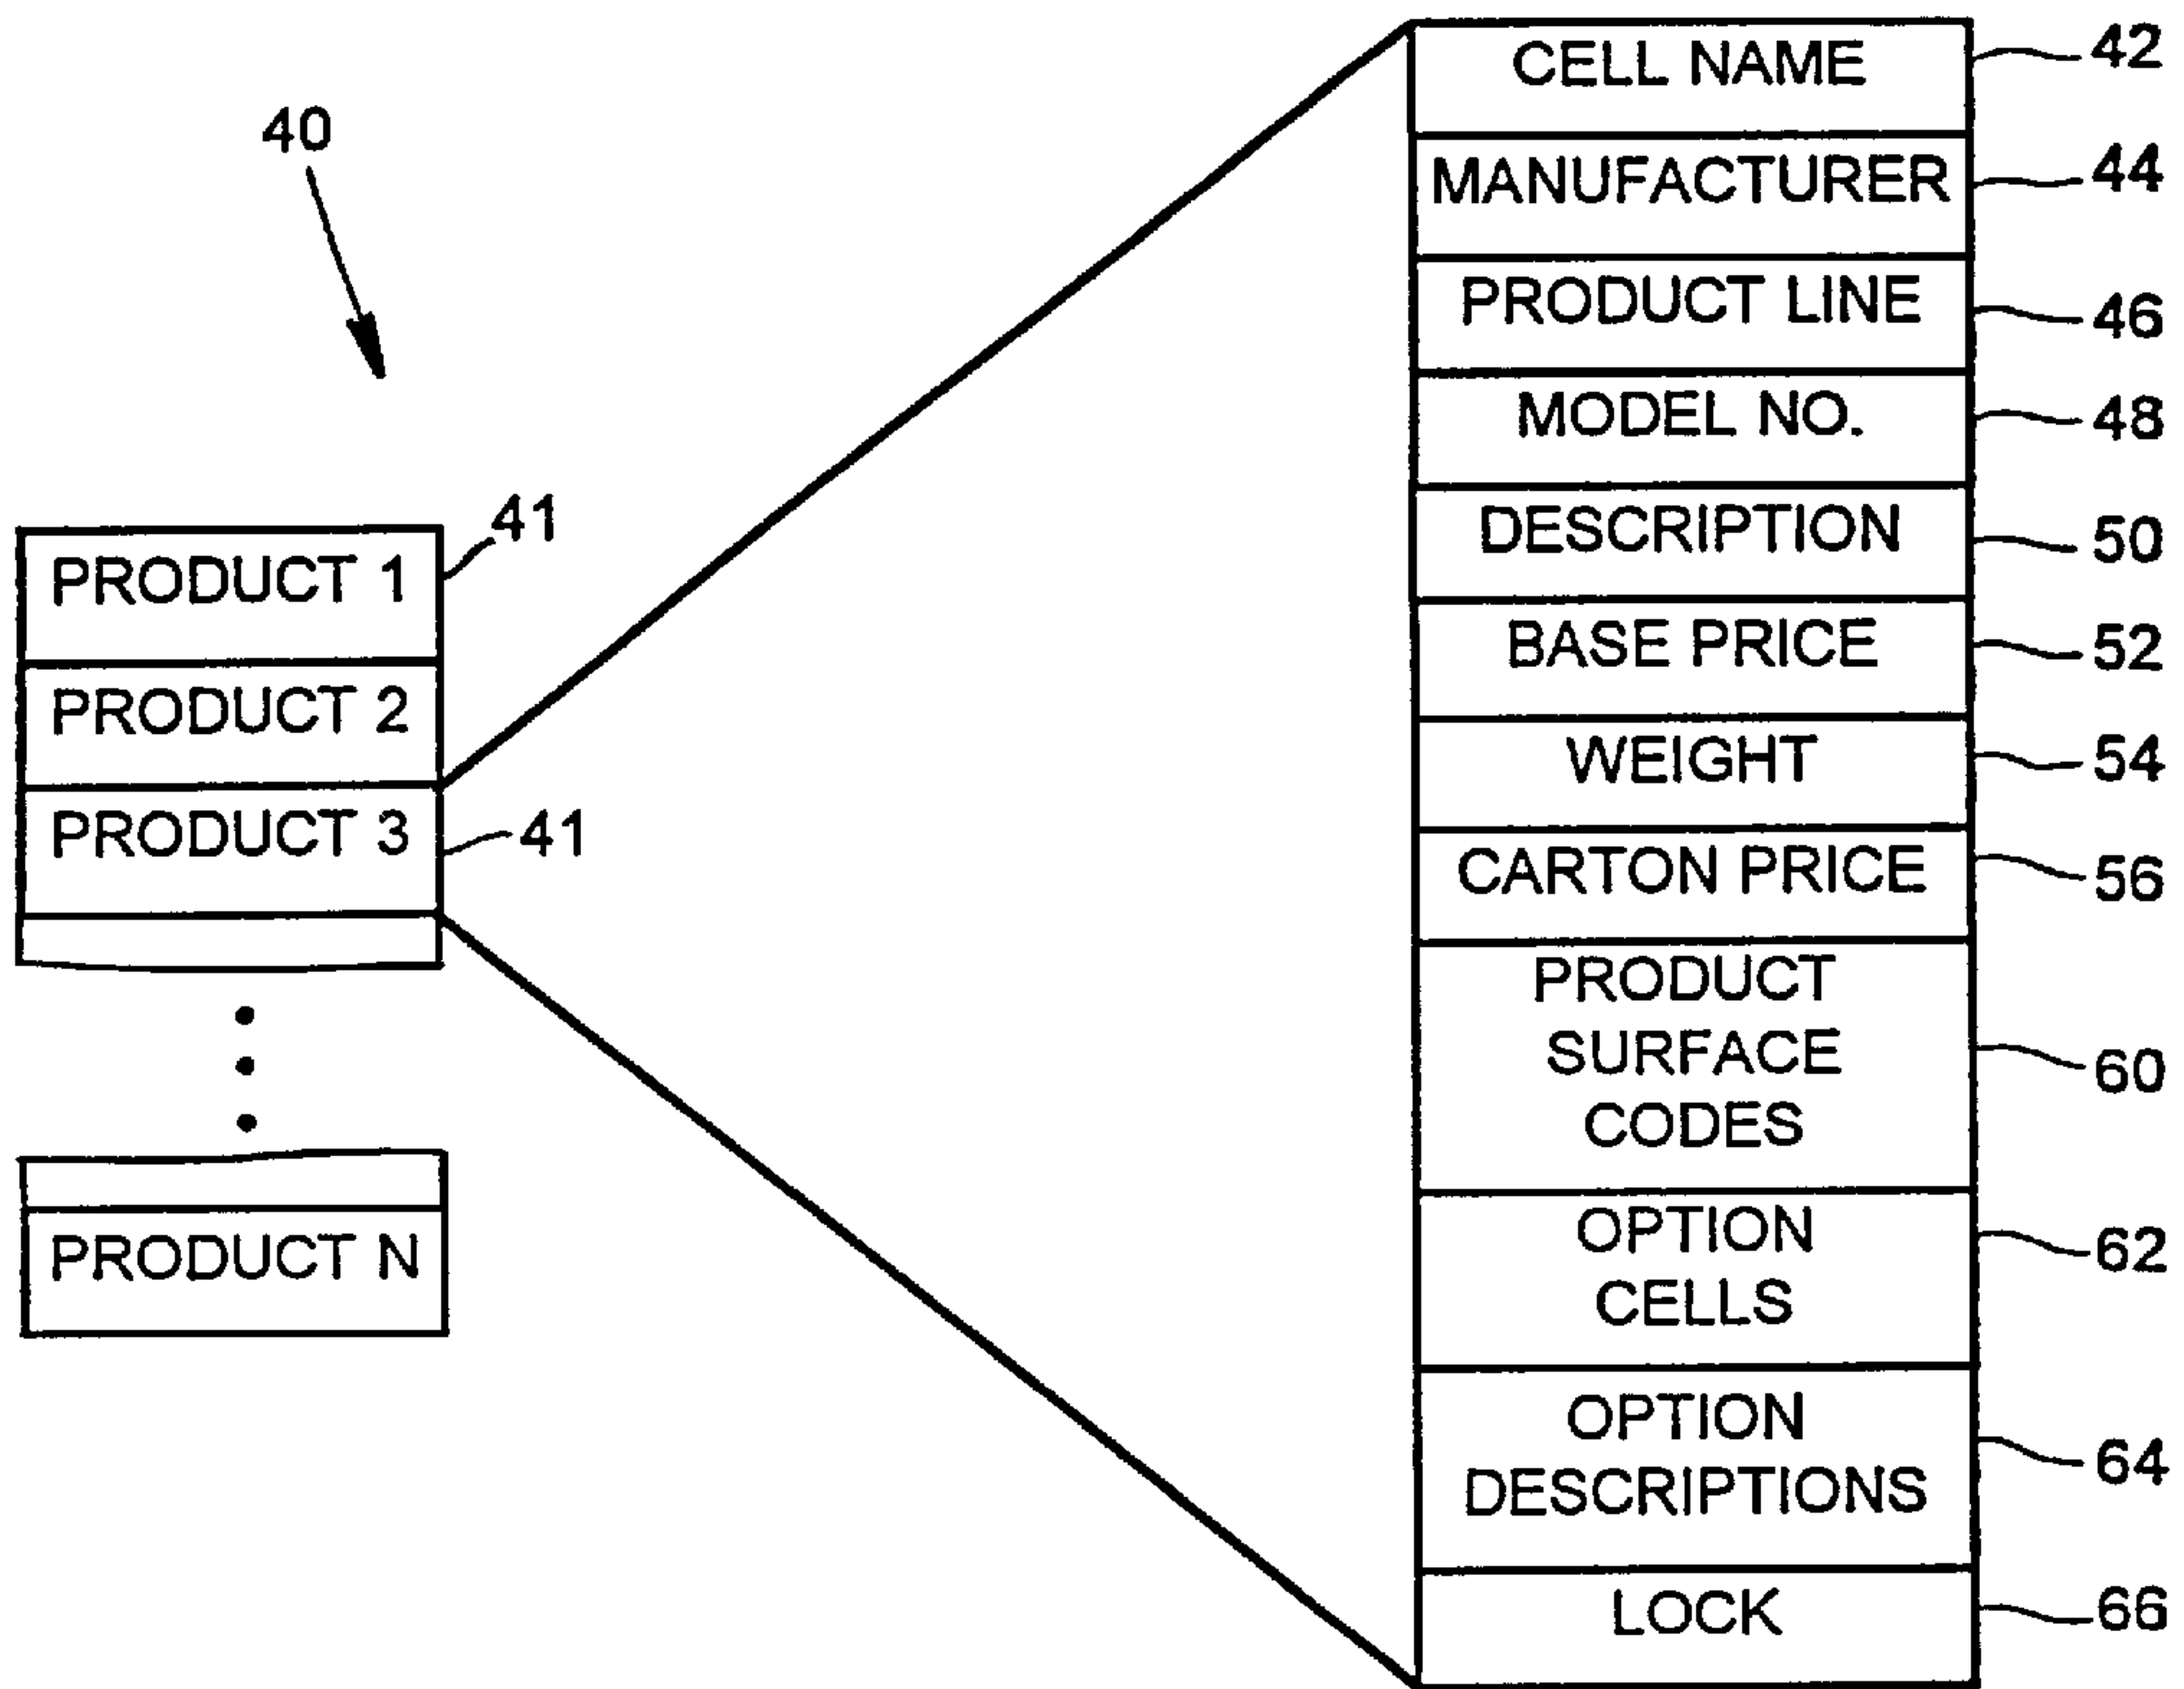 40
PRODUCT 1
41
PRODUCT 2
PRODUCT 3
41
PRODUCT N
CELL NAME
42
MANUFACTURER
44
PRODUCT LINE
46
MODEL NO.
48
DESCRIPTION
50
BASE PRICE
52
WEIGHT
54
CARTON PRICE
56
PRODUCT
SURFACE
CODES
60
OPTION
CELLS
62
OPTION
DESCRIPTIONS
64
LOCK
66